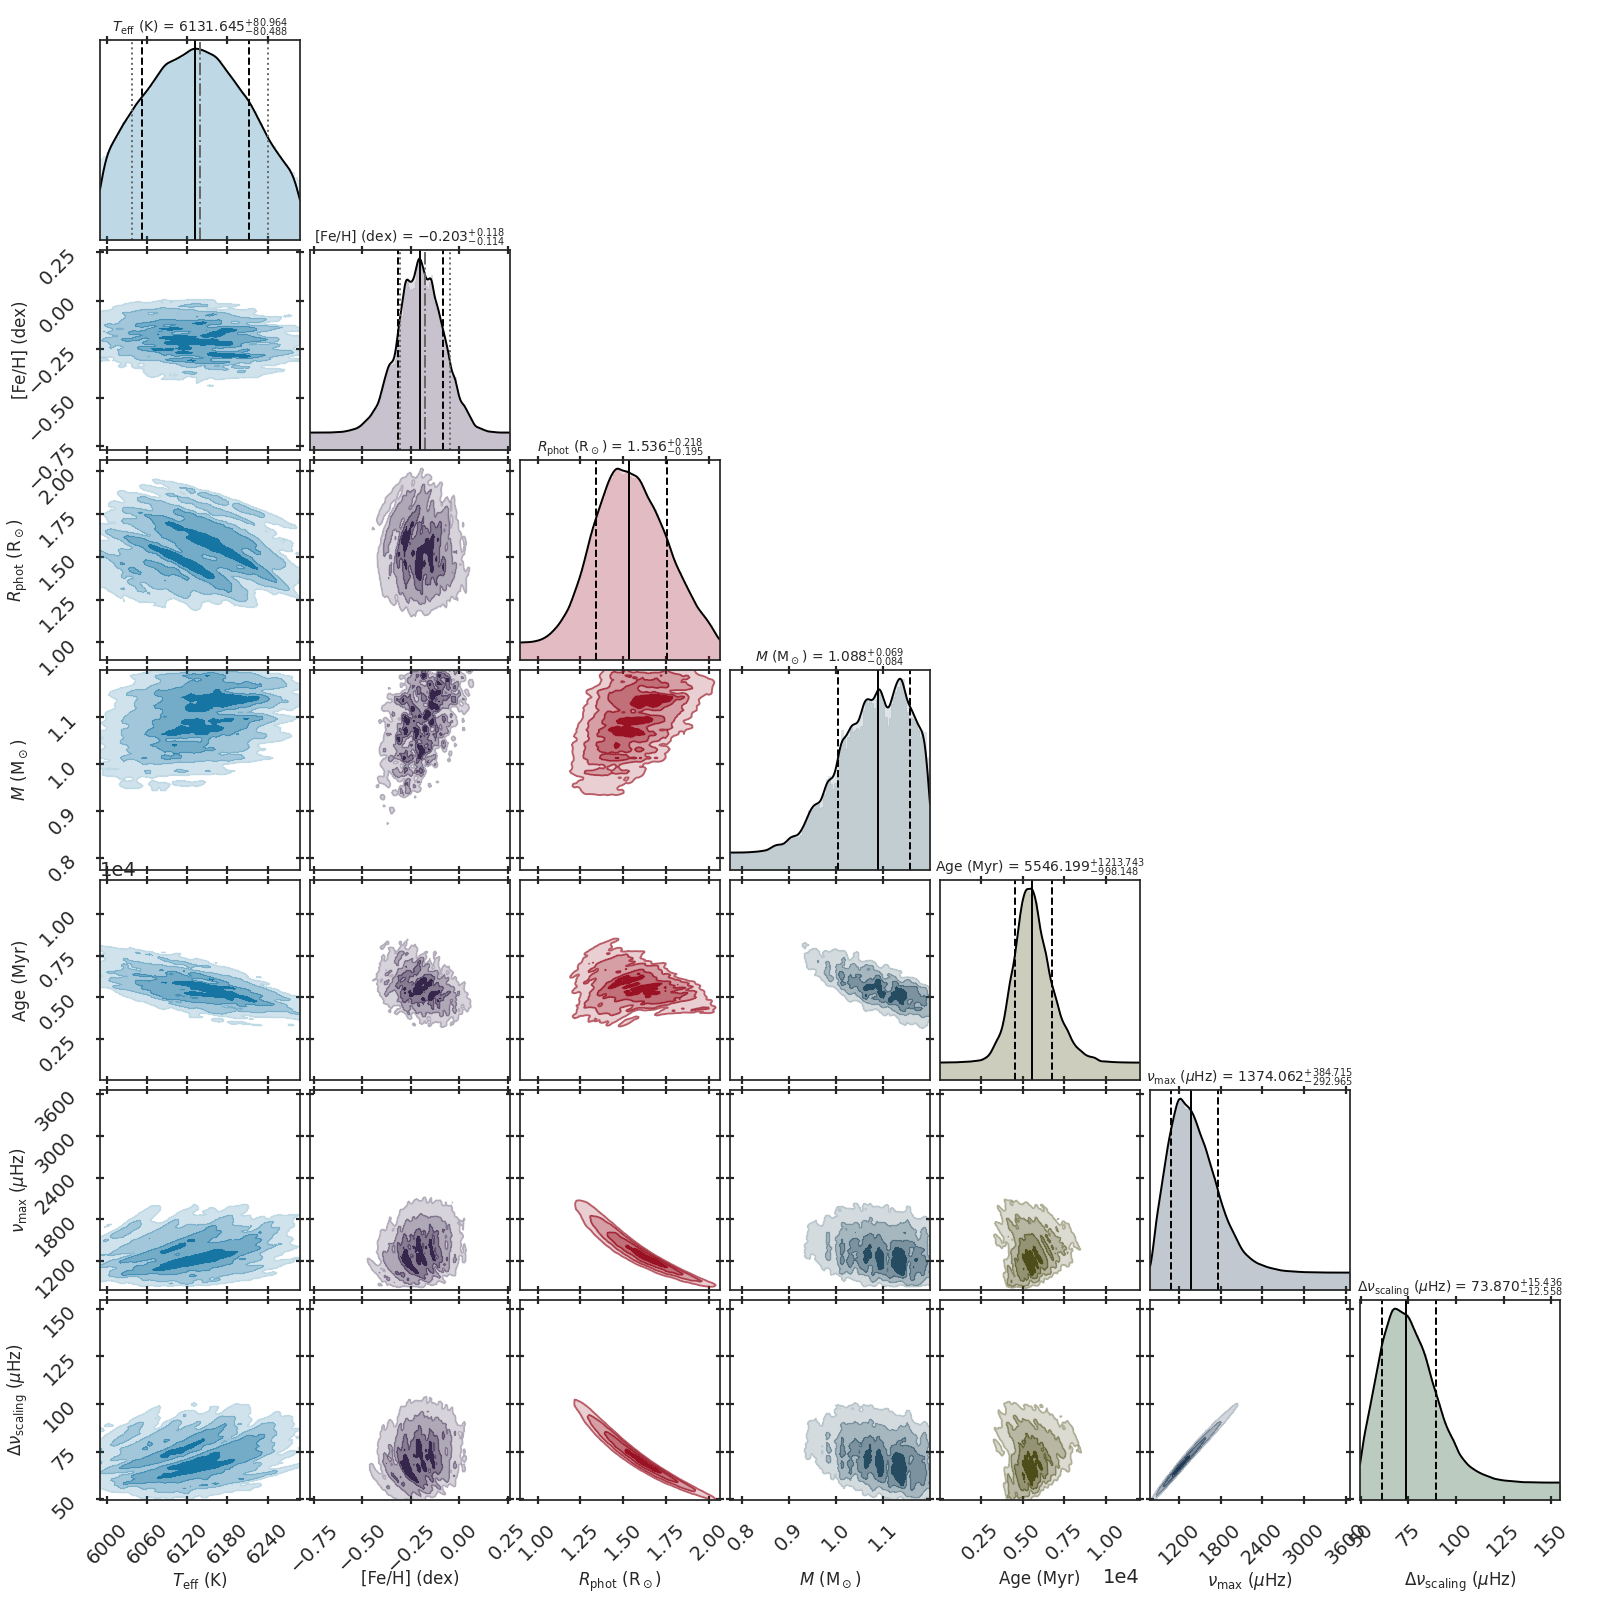 T_eff (K) = 6131.645 +80.964 −80.488
[Fe/H] (dex) = −0.203 +0.118 −0.114
0.25
0.00
−0.25
−0.50
−0.75
[Fe/H] (dex)
R_phot (R⊙) = 1.536 +0.218 −0.195
2.00
1.75
1.50
1.25
1.00
R_phot (R⊙)
M (M⊙) = 1.088 +0.069 −0.084
1.1
1.0
0.9
0.8
M (M⊙)
Age (Myr) = 5546.199 +1213.743 −998.148
1e4
1.00
0.75
0.50
0.25
Age (Myr)
ν_max (μHz) = 1374.062 +384.715 −292.965
3600
3000
2400
1800
1200
ν_max (μHz)
Δν_scaling (μHz) = 73.870 +15.436 −12.558
150
125
100
75
50
Δν_scaling (μHz)
6000 6060 6120 6180 6240
T_eff (K)
−0.75 −0.50 −0.25 0.00 0.25
[Fe/H] (dex)
1.00 1.25 1.50 1.75 2.00
R_phot (R⊙)
0.8 0.9 1.0 1.1
M (M⊙)
0.25 0.50 0.75 1.00
Age (Myr) 1e4
1200 1800 2400 3000 3600
ν_max (μHz)
50 75 100 125 150
Δν_scaling (μHz)